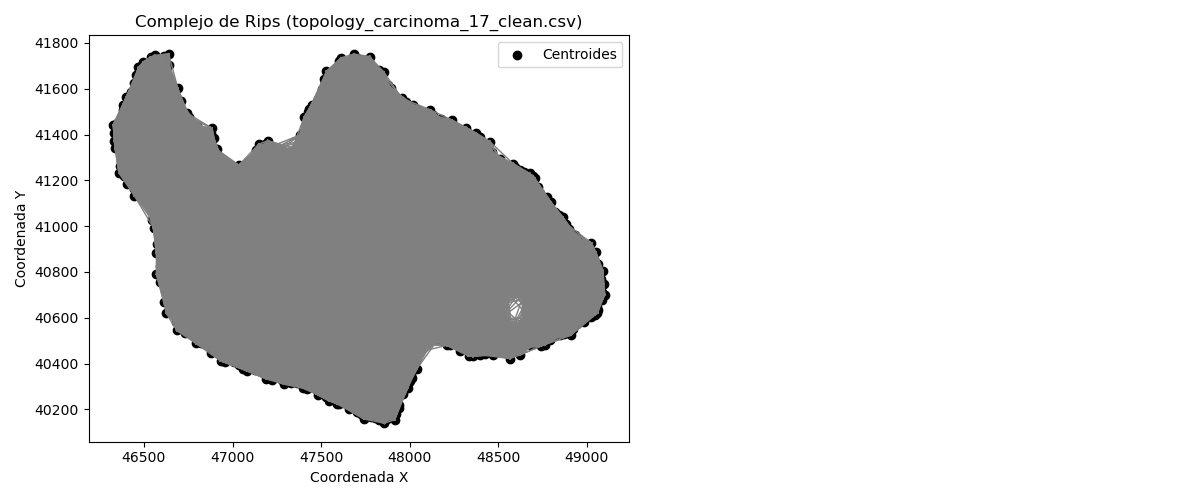 Complejo de Rips (topology_carcinoma_17_clean.csv)
Centroides
41800
41600
41400
41200
41000
40800
40600
40400
40200
Coordenada Y
46500 47000 47500 48000 48500 49000
Coordenada X